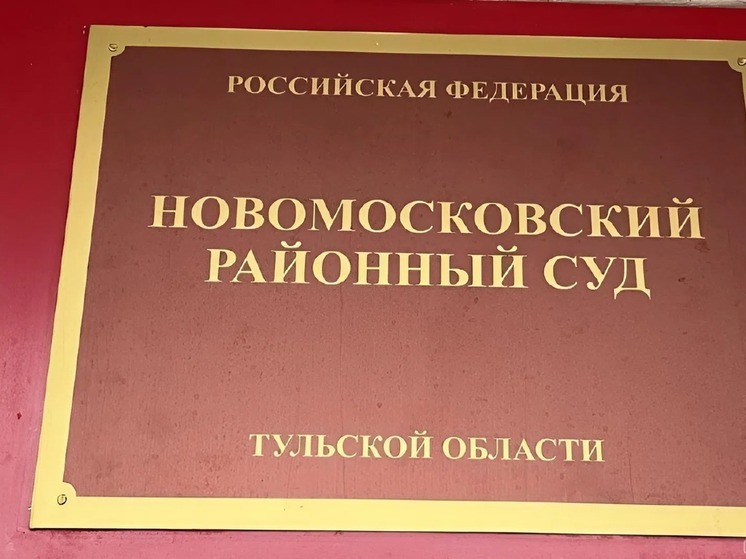 РОССИЙСКАЯ ФЕДЕРАЦИЯ
НОВОМОСКОВСКИЙ
РАЙОННЫЙ СУД
ТУЛЬСКОЙ ОБЛАСТИ